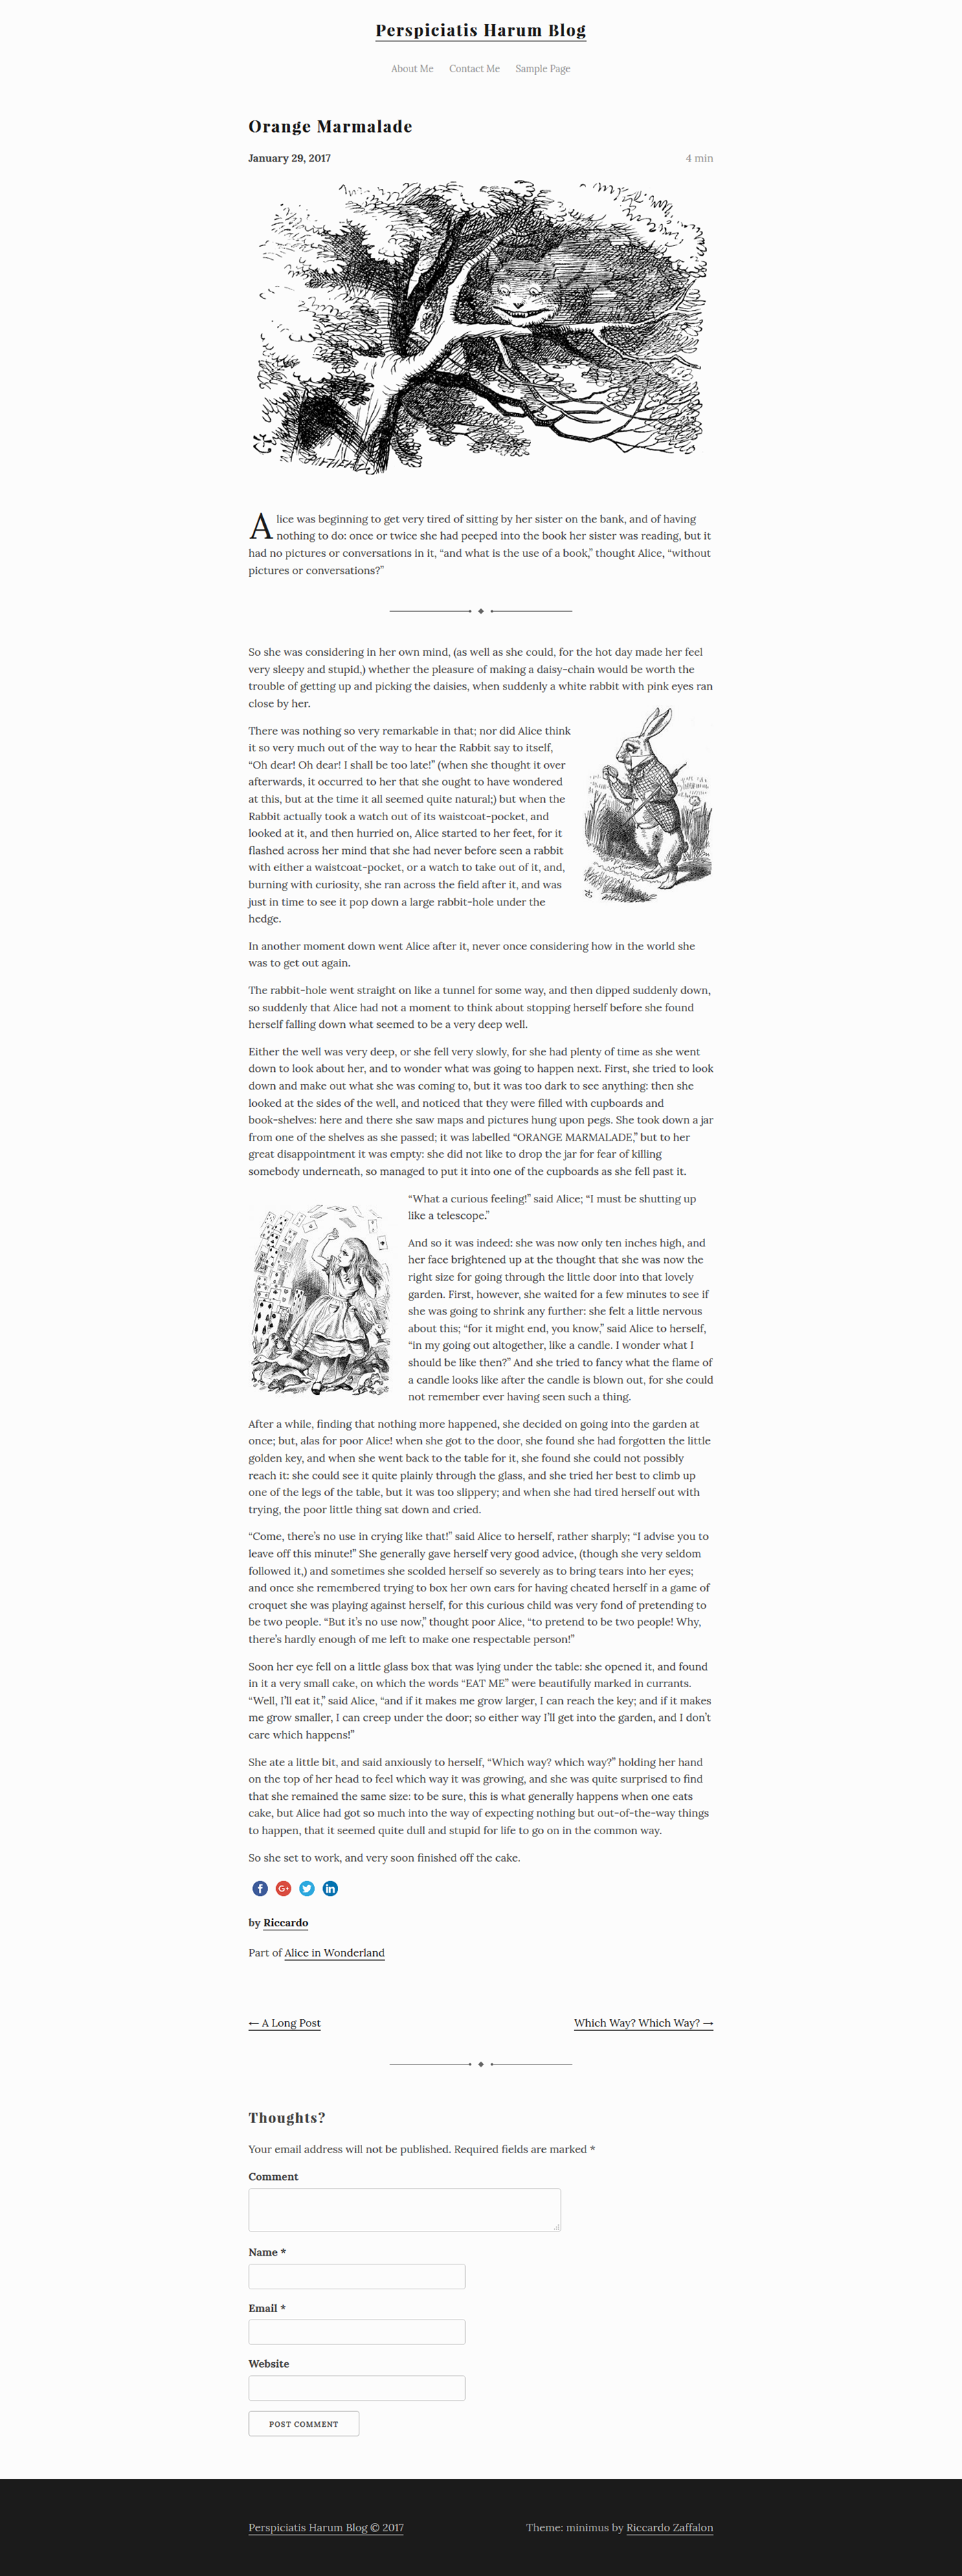 Perspiciatis Harum Blog
About Me Contact Me Sample Page
Orange Marmalade
January 29, 2017 4 min
Alice was beginning to get very tired of sitting by her sister on the bank, and of having
nothing to do: once or twice she had peeped into the book her sister was reading, but it
had no pictures or conversations in it, “and what is the use of a book,” thought Alice, “without
pictures or conversations?”
So she was considering in her own mind, (as well as she could, for the hot day made her feel
very sleepy and stupid,) whether the pleasure of making a daisy-chain would be worth the
trouble of getting up and picking the daisies, when suddenly a white rabbit with pink eyes ran
close by her.
There was nothing so very remarkable in that; nor did Alice think
it so very much out of the way to hear the Rabbit say to itself,
“Oh dear! Oh dear! I shall be too late!” (when she thought it over
afterwards, it occurred to her that she ought to have wondered
at this, but at the time it all seemed quite natural;) but when the
Rabbit actually took a watch out of its waistcoat-pocket, and
looked at it, and then hurried on, Alice started to her feet, for it
flashed across her mind that she had never before seen a rabbit
with either a waistcoat-pocket, or a watch to take out of it, and,
burning with curiosity, she ran across the field after it, and was
just in time to see it pop down a large rabbit-hole under the
hedge.
In another moment down went Alice after it, never once considering how in the world she
was to get out again.
The rabbit-hole went straight on like a tunnel for some way, and then dipped suddenly down,
so suddenly that Alice had not a moment to think about stopping herself before she found
herself falling down what seemed to be a very deep well.
Either the well was very deep, or she fell very slowly, for she had plenty of time as she went
down to look about her, and to wonder what was going to happen next. First, she tried to look
down and make out what she was coming to, but it was too dark to see anything: then she
looked at the sides of the well, and noticed that they were filled with cupboards and
book-shelves: here and there she saw maps and pictures hung upon pegs. She took down a jar
from one of the shelves as she passed; it was labelled “ORANGE MARMALADE,” but to her
great disappointment it was empty: she did not like to drop the jar for fear of killing
somebody underneath, so managed to put it into one of the cupboards as she fell past it.
“What a curious feeling!” said Alice; “I must be shutting up
like a telescope.”
And so it was indeed: she was now only ten inches high, and
her face brightened up at the thought that she was now the
right size for going through the little door into that lovely
garden. First, however, she waited for a few minutes to see if
she was going to shrink any further: she felt a little nervous
about this; “for it might end, you know,” said Alice to herself,
“in my going out altogether, like a candle. I wonder what I
should be like then?” And she tried to fancy what the flame of
a candle looks like after the candle is blown out, for she could
not remember ever having seen such a thing.
After a while, finding that nothing more happened, she decided on going into the garden at
once; but, alas for poor Alice! when she got to the door, she found she had forgotten the little
golden key, and when she went back to the table for it, she found she could not possibly
reach it: she could see it quite plainly through the glass, and she tried her best to climb up
one of the legs of the table, but it was too slippery; and when she had tired herself out with
trying, the poor little thing sat down and cried.
“Come, there’s no use in crying like that!” said Alice to herself, rather sharply; “I advise you to
leave off this minute!” She generally gave herself very good advice, (though she very seldom
followed it,) and sometimes she scolded herself so severely as to bring tears into her eyes;
and once she remembered trying to box her own ears for having cheated herself in a game of
croquet she was playing against herself, for this curious child was very fond of pretending to
be two people. “But it’s no use now,” thought poor Alice, “to pretend to be two people! Why,
there’s hardly enough of me left to make one respectable person!”
Soon her eye fell on a little glass box that was lying under the table: she opened it, and found
in it a very small cake, on which the words “EAT ME” were beautifully marked in currants.
“Well, I’ll eat it,” said Alice, “and if it makes me grow larger, I can reach the key; and if it makes
me grow smaller, I can creep under the door; so either way I’ll get into the garden, and I don’t
care which happens!”
She ate a little bit, and said anxiously to herself, “Which way? which way?” holding her hand
on the top of her head to feel which way it was growing, and she was quite surprised to find
that she remained the same size: to be sure, this is what generally happens when one eats
cake, but Alice had got so much into the way of expecting nothing but out-of-the-way things
to happen, that it seemed quite dull and stupid for life to go on in the common way.
So she set to work, and very soon finished off the cake.
by Riccardo
Part of Alice in Wonderland
← A Long Post Which Way? Which Way? →
Thoughts?
Your email address will not be published. Required fields are marked *
Comment
Name *
Email *
Website
POST COMMENT
Perspiciatis Harum Blog © 2017 Theme: minimus by Riccardo Zaffalon